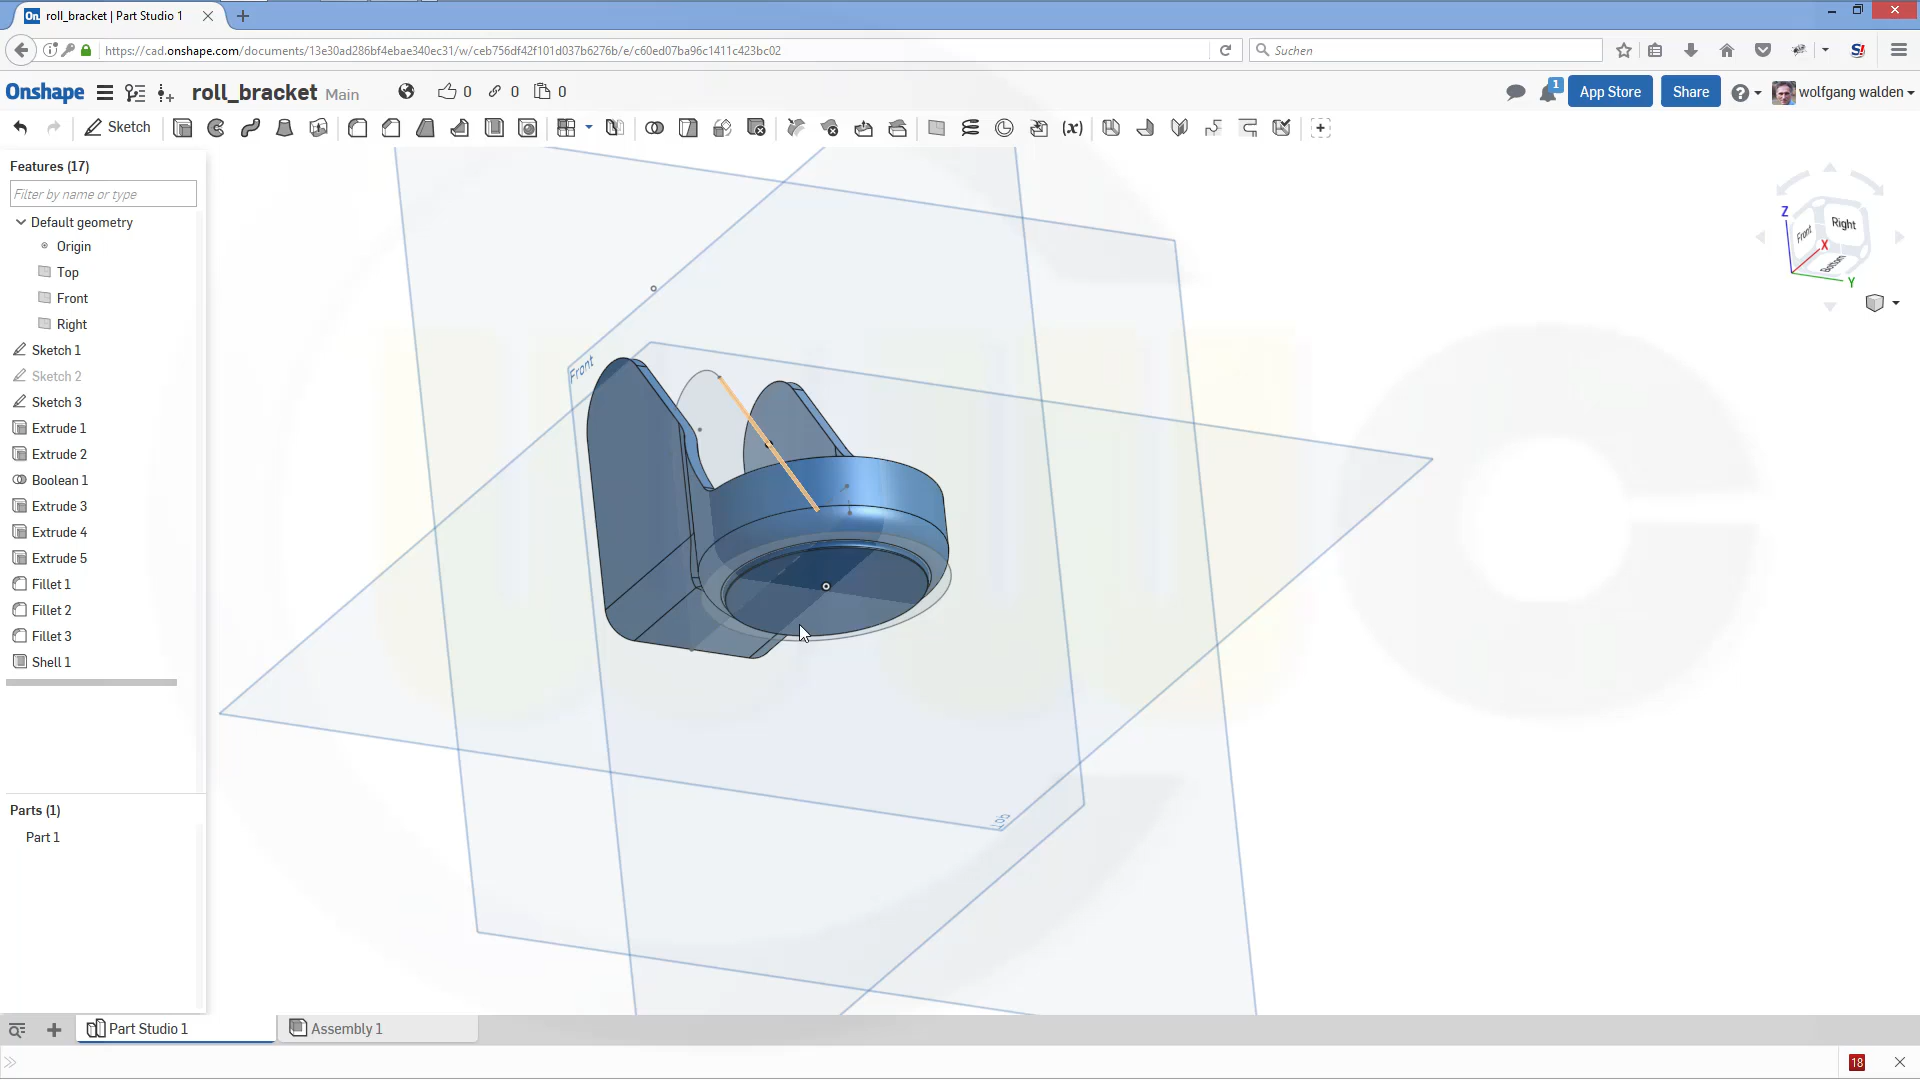 On roll_bracket | Part Studio 1
https://cad.onshape.com/documents/13e30ad286bf4ebae340ec31/w/ceb756df42f101d037b6276b/e/c60ed07ba96c1411c423bc02
Suchen
S!
Onshape
roll_bracket Main
0
0
0
1
App Store
Share
wolfgang walden
Sketch
(x)
Features (17)
Filter by name or type
Default geometry
Origin
Top
Front
Right
Sketch 1
Sketch 2
Sketch 3
Extrude 1
Extrude 2
Boolean 1
Extrude 3
Extrude 4
Extrude 5
Fillet 1
Fillet 2
Fillet 3
Shell 1
Parts (1)
Part 1
Front
Top
Z
Front
Right
X
Bottom
Y
Part Studio 1
Assembly 1
18